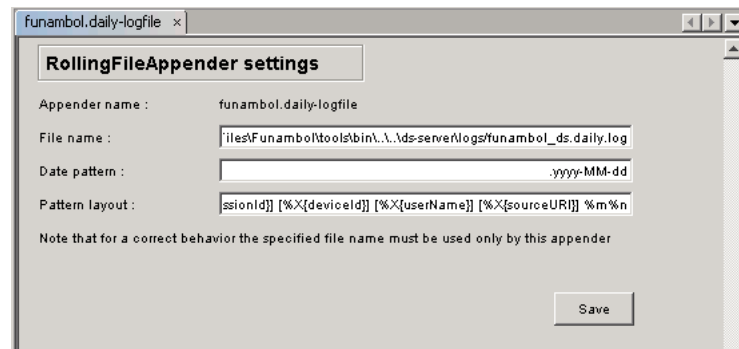 funambol.daily-logfile ×
RollingFileAppender settings
Appender name : funambol.daily-logfile
File name : iles\Funambol\tools\bin\..\..\ds-server\logs/funambol_ds.daily.log
Date pattern : .yyyy-MM-dd
Pattern layout : ssionId}] [%X{deviceId}] [%X{userName}] [%X{sourceURI}] %m%n
Note that for a correct behavior the specified file name must be used only by this appender
Save